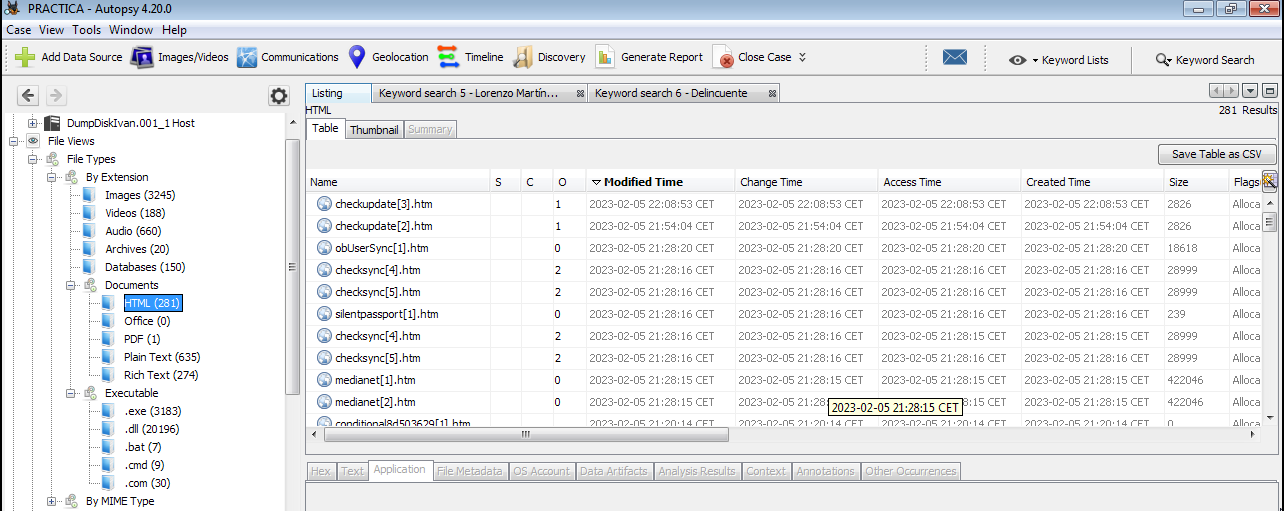 PRACTICA - Autopsy 4.20.0
Case View Tools Window Help
Add Data Source Images/Videos Communications Geolocation Timeline Discovery Generate Report Close Case Keyword Lists Keyword Search
DumpDiskIvan.001_1 Host
File Views
File Types
By Extension
Images (3245)
Videos (188)
Audio (660)
Archives (20)
Databases (150)
Documents
HTML (281)
Office (0)
PDF (1)
Plain Text (635)
Rich Text (274)
Executable
.exe (3183)
.dll (20196)
.bat (7)
.cmd (9)
.com (30)
By MIME Type
Listing Keyword search 5 - Lorenzo Martín... Keyword search 6 - Delincuente
HTML 281 Results
Table Thumbnail Summary
Save Table as CSV
Name S C O Modified Time Change Time Access Time Created Time Size Flags
checkupdate[3].htm 1 2023-02-05 22:08:53 CET 2023-02-05 22:08:53 CET 2023-02-05 22:08:53 CET 2023-02-05 22:08:53 CET 2826 Alloca
checkupdate[2].htm 1 2023-02-05 21:54:04 CET 2023-02-05 21:54:04 CET 2023-02-05 21:54:04 CET 2023-02-05 21:54:04 CET 2826 Alloca
obUserSync[1].htm 0 2023-02-05 21:28:20 CET 2023-02-05 21:28:20 CET 2023-02-05 21:28:20 CET 2023-02-05 21:28:20 CET 18618 Alloca
checksync[4].htm 2 2023-02-05 21:28:16 CET 2023-02-05 21:28:16 CET 2023-02-05 21:28:16 CET 2023-02-05 21:28:16 CET 28999 Alloca
checksync[5].htm 2 2023-02-05 21:28:16 CET 2023-02-05 21:28:16 CET 2023-02-05 21:28:16 CET 2023-02-05 21:28:16 CET 28999 Alloca
silentpassport[1].htm 0 2023-02-05 21:28:16 CET 2023-02-05 21:28:16 CET 2023-02-05 21:28:16 CET 2023-02-05 21:28:16 CET 239 Alloca
checksync[4].htm 2 2023-02-05 21:28:16 CET 2023-02-05 21:28:16 CET 2023-02-05 21:28:16 CET 2023-02-05 21:28:15 CET 28999 Alloca
checksync[5].htm 2 2023-02-05 21:28:16 CET 2023-02-05 21:28:16 CET 2023-02-05 21:28:16 CET 2023-02-05 21:28:16 CET 28999 Alloca
medianet[1].htm 0 2023-02-05 21:28:15 CET 2023-02-05 21:28:15 CET 2023-02-05 21:28:15 CET 2023-02-05 21:28:15 CET 422046 Alloca
medianet[2].htm 0 2023-02-05 21:28:15 CET 2023-02-05 21:28 2023-02-05 21:28:15 CET 28:15 CET 2023-02-05 21:28:15 CET 422046 Alloca
conditional8d503629[1].htm 2023-02-05 21:20:14 CET 2023-02-05 21:20:14 CET 2023-02-05 21:20:14 CET 2023-02-05 21:20:14 CET 0 Alloca
Hex Text Application File Metadata OS Account Data Artifacts Analysis Results Context Annotations Other Occurrences